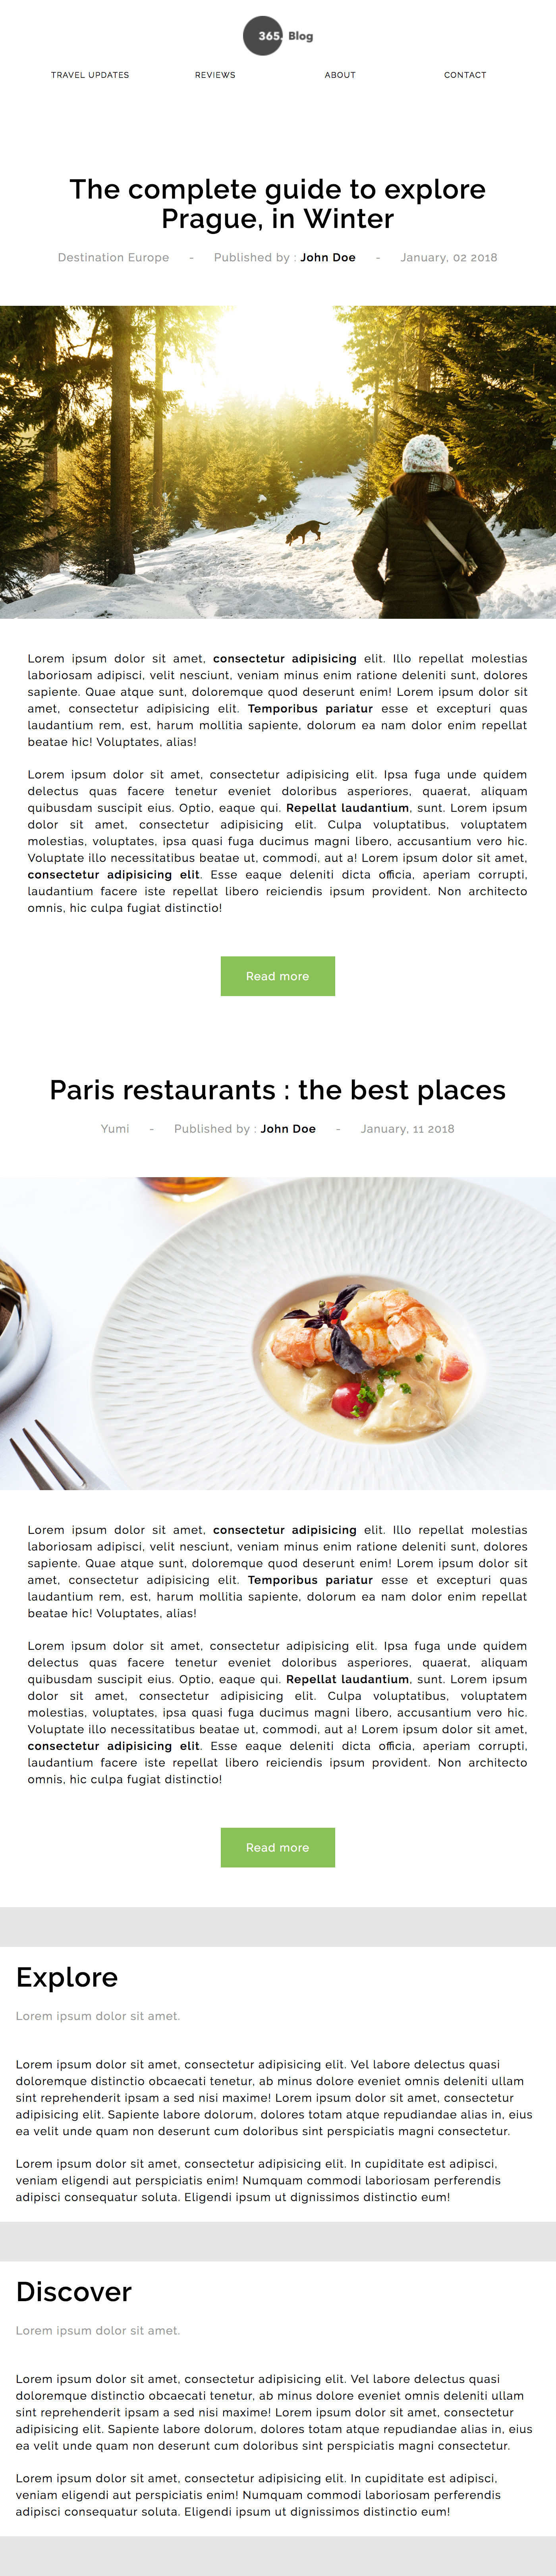 365. Blog
TRAVEL UPDATES REVIEWS ABOUT CONTACT
The complete guide to explore
Prague, in Winter
Destination Europe - Published by : John Doe - January, 02 2018
Lorem ipsum dolor sit amet, consectetur adipisicing elit. Illo repellat molestias
laboriosam adipisci, velit nesciunt, veniam minus enim ratione deleniti sunt, dolores
sapiente. Quae atque sunt, doloremque quod deserunt enim! Lorem ipsum dolor sit
amet, consectetur adipisicing elit. Temporibus pariatur esse et excepturi quas
laudantium rem, est, harum mollitia sapiente, dolorum ea nam dolor enim repellat
beatae hic! Voluptates, alias!
Lorem ipsum dolor sit amet, consectetur adipisicing elit. Ipsa fuga unde quidem
delectus quas facere tenetur eveniet doloribus asperiores, quaerat, aliquam
quibusdam suscipit eius. Optio, eaque qui. Repellat laudantium, sunt. Lorem ipsum
dolor sit amet, consectetur adipisicing elit. Culpa voluptatibus, voluptatem
molestias, voluptates, ipsa quasi fuga ducimus magni libero, accusantium vero hic.
Voluptate illo necessitatibus beatae ut, commodi, aut a! Lorem ipsum dolor sit amet,
consectetur adipisicing elit. Esse eaque deleniti dicta officia, aperiam corrupti,
laudantium facere iste repellat libero reiciendis ipsum provident. Non architecto
omnis, hic culpa fugiat distinctio!
Read more
Paris restaurants : the best places
Yumi - Published by : John Doe - January, 11 2018
Lorem ipsum dolor sit amet, consectetur adipisicing elit. Illo repellat molestias
laboriosam adipisci, velit nesciunt, veniam minus enim ratione deleniti sunt, dolores
sapiente. Quae atque sunt, doloremque quod deserunt enim! Lorem ipsum dolor sit
amet, consectetur adipisicing elit. Temporibus pariatur esse et excepturi quas
laudantium rem, est, harum mollitia sapiente, dolorum ea nam dolor enim repellat
beatae hic! Voluptates, alias!
Lorem ipsum dolor sit amet, consectetur adipisicing elit. Ipsa fuga unde quidem
delectus quas facere tenetur eveniet doloribus asperiores, quaerat, aliquam
quibusdam suscipit eius. Optio, eaque qui. Repellat laudantium, sunt. Lorem ipsum
dolor sit amet, consectetur adipisicing elit. Culpa voluptatibus, voluptatem
molestias, voluptates, ipsa quasi fuga ducimus magni libero, accusantium vero hic.
Voluptate illo necessitatibus beatae ut, commodi, aut a! Lorem ipsum dolor sit amet,
consectetur adipisicing elit. Esse eaque deleniti dicta officia, aperiam corrupti,
laudantium facere iste repellat libero reiciendis ipsum provident. Non architecto
omnis, hic culpa fugiat distinctio!
Read more
Explore
Lorem ipsum dolor sit amet.
Lorem ipsum dolor sit amet, consectetur adipisicing elit. Vel labore delectus quasi
doloremque distinctio obcaecati tenetur, ab minus dolore eveniet omnis deleniti ullam
sint reprehenderit ipsam a sed nisi maxime! Lorem ipsum dolor sit amet, consectetur
adipisicing elit. Sapiente labore dolorum, dolores totam atque repudiandae alias in, eius
ea velit unde quam non deserunt cum doloribus sint perspiciatis magni consectetur.
Lorem ipsum dolor sit amet, consectetur adipisicing elit. In cupiditate est adipisci,
veniam eligendi aut perspiciatis enim! Numquam commodi laboriosam perferendis
adipisci consequatur soluta. Eligendi ipsum ut dignissimos distinctio eum!
Discover
Lorem ipsum dolor sit amet.
Lorem ipsum dolor sit amet, consectetur adipisicing elit. Vel labore delectus quasi
doloremque distinctio obcaecati tenetur, ab minus dolore eveniet omnis deleniti ullam
sint reprehenderit ipsam a sed nisi maxime! Lorem ipsum dolor sit amet, consectetur
adipisicing elit. Sapiente labore dolorum, dolores totam atque repudiandae alias in, eius
ea velit unde quam non deserunt cum doloribus sint perspiciatis magni consectetur.
Lorem ipsum dolor sit amet, consectetur adipisicing elit. In cupiditate est adipisci,
veniam eligendi aut perspiciatis enim! Numquam commodi laboriosam perferendis
adipisci consequatur soluta. Eligendi ipsum ut dignissimos distinctio eum!